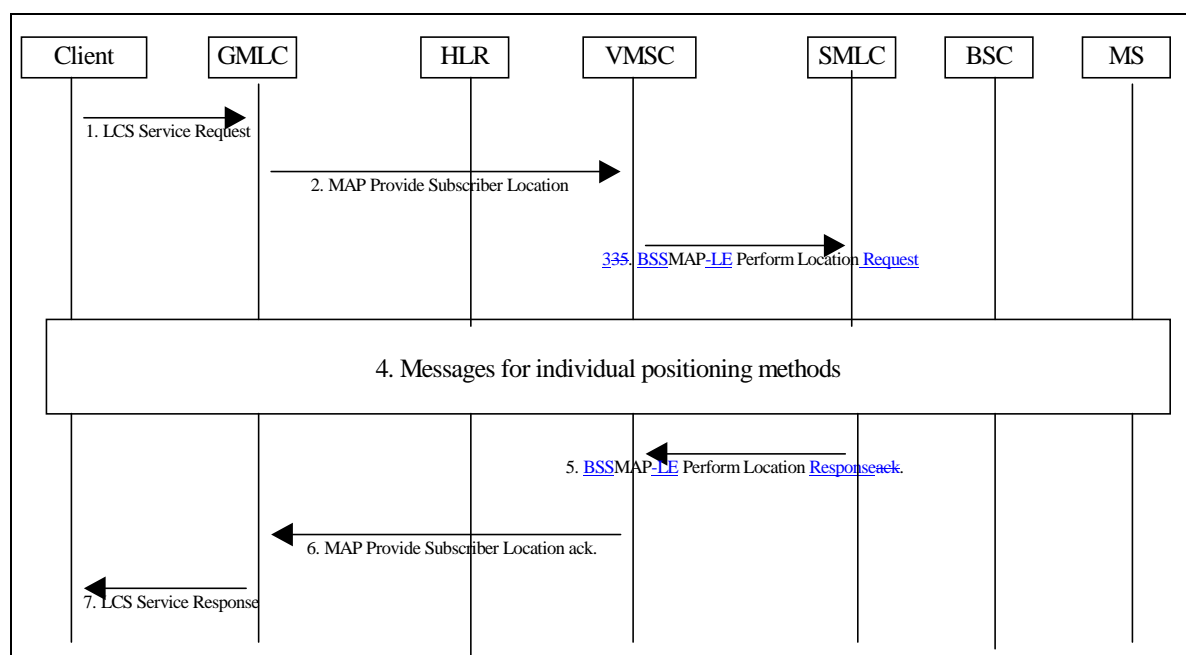 Client GMLC HLR VMSC SMLC BSC MS
1. LCS Service Request
2. MAP Provide Subscriber Location
335. BSSMAP-LE Perform Location Request
4. Messages for individual positioning methods
5. BSSMAP-LE Perform Location Responseack.
6. MAP Provide Subscriber Location ack.
7. LCS Service Response